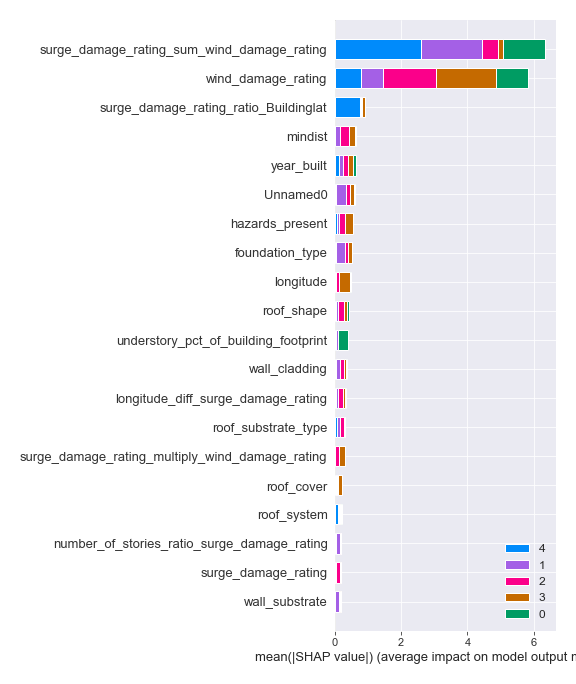 surge_damage_rating_sum_wind_damage_rating
wind_damage_rating
surge_damage_rating_ratio_Buildinglat
mindist
year_built
Unnamed0
hazards_present
foundation_type
longitude
roof_shape
understory_pct_of_building_footprint
wall_cladding
longitude_diff_surge_damage_rating
roof_substrate_type
surge_damage_rating_multiply_wind_damage_rating
roof_cover
roof_system
number_of_stories_ratio_surge_damage_rating
surge_damage_rating
wall_substrate
4
1
2
3
0
0 2 4 6
mean(|SHAP value|) (average impact on model output m